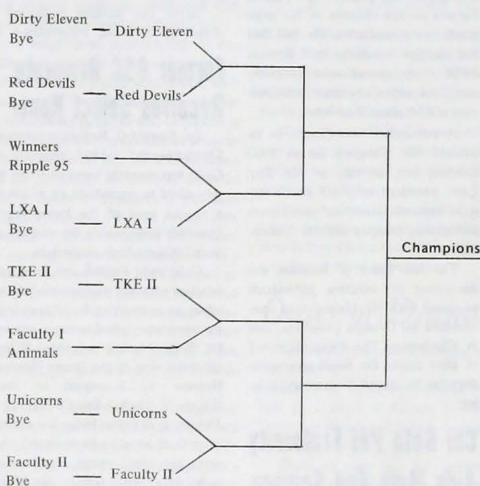 Dirty Eleven
Bye
Dirty Eleven
Red Devils
Bye
Red Devils
Winners
Ripple 95
LXA I
Bye
LXA I
TKE II
Bye
TKE II
Faculty I
Animals
Unicorns
Bye
Unicorns
Faculty II
Bye
Faculty II
Champions